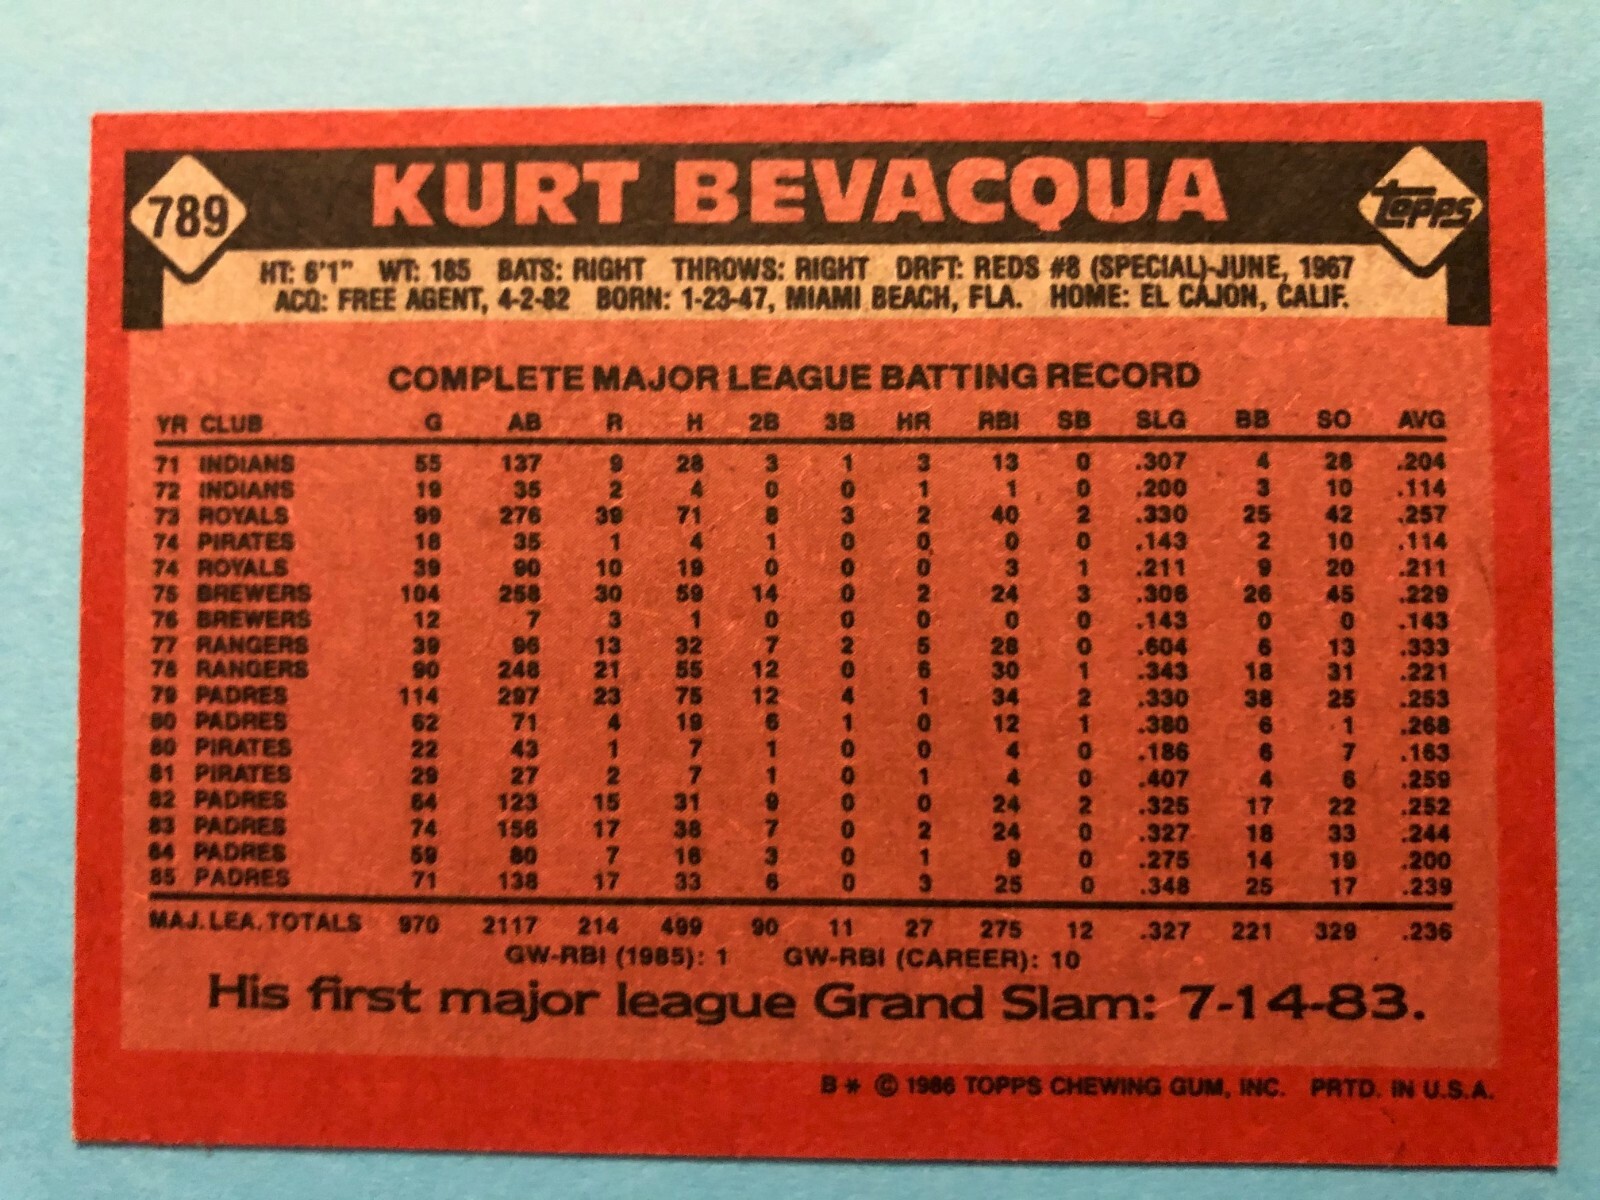 789 KURT BEVACQUA Topps
HT: 6'1" WT: 185 BATS: RIGHT THROWS: RIGHT DRFT: REDS #8 (SPECIAL)-JUNE, 1967
ACQ: FREE AGENT, 4-2-82 BORN: 1-23-47, MIAMI BEACH, FLA. HOME: EL CAJON, CALIF.
COMPLETE MAJOR LEAGUE BATTING RECORD
YR CLUB G AB R H 2B 3B HR RBI SB SLG BB SO AVG
71 INDIANS 55 137 9 28 3 1 3 13 0 .307 4 28 .204
72 INDIANS 19 35 2 4 0 0 1 1 0 .200 3 10 .114
73 ROYALS 99 276 39 71 8 3 2 40 2 .330 25 42 .257
74 PIRATES 18 35 1 4 1 0 0 0 0 .143 2 10 .114
74 ROYALS 39 90 10 19 0 0 0 3 1 .211 9 20 .211
75 BREWERS 104 258 30 59 14 0 2 24 3 .306 26 45 .229
76 BREWERS 12 7 3 1 0 0 0 0 0 .143 0 0 .143
77 RANGERS 39 96 13 32 7 2 5 28 0 .604 6 13 .333
78 RANGERS 90 248 21 55 12 0 6 30 1 .343 18 31 .221
79 PADRES 114 297 23 75 12 4 1 34 2 .330 38 25 .253
80 PADRES 62 71 4 19 6 1 0 12 1 .380 6 1 .268
80 PIRATES 22 43 1 7 1 0 0 4 0 .186 6 7 .163
81 PIRATES 29 27 2 7 1 0 1 4 0 .407 4 6 .259
82 PADRES 64 123 15 31 9 0 0 24 2 .325 17 22 .252
83 PADRES 74 156 17 38 7 0 2 24 0 .327 18 33 .244
84 PADRES 59 80 7 16 3 0 1 9 0 .275 14 19 .200
85 PADRES 71 138 17 33 6 0 3 25 0 .348 25 17 .239
MAJ. LEA. TOTALS 970 2117 214 499 90 11 27 275 12 .327 221 329 .236
GW-RBI (1985): 1 GW-RBI (CAREER): 10
His first major league Grand Slam: 7-14-83.
B* © 1986 TOPPS CHEWING GUM, INC. PRTD. IN U.S.A.